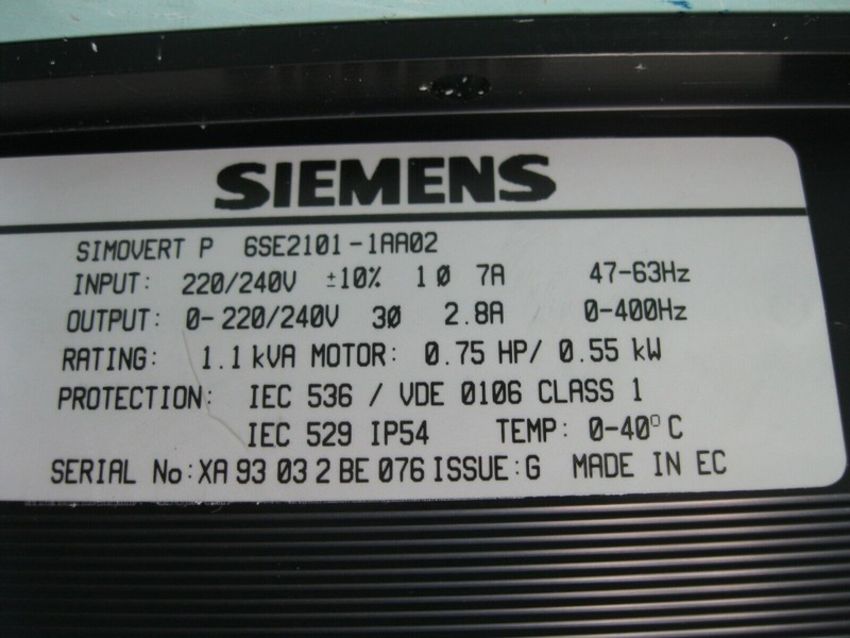 SIEMENS
SIMOVERT P 6SE2101-1AA02
INPUT: 220/240V ±10% 1Ø 7A 47-63Hz
OUTPUT: 0-220/240V 3Ø 2.8A 0-400Hz
RATING: 1.1 kVA MOTOR: 0.75 HP/ 0.55 kW
PROTECTION: IEC 536 / VDE 0106 CLASS 1
IEC 529 IP54 TEMP: 0-40°C
SERIAL No:XA 93 03 2 BE 076 ISSUE:G MADE IN EC